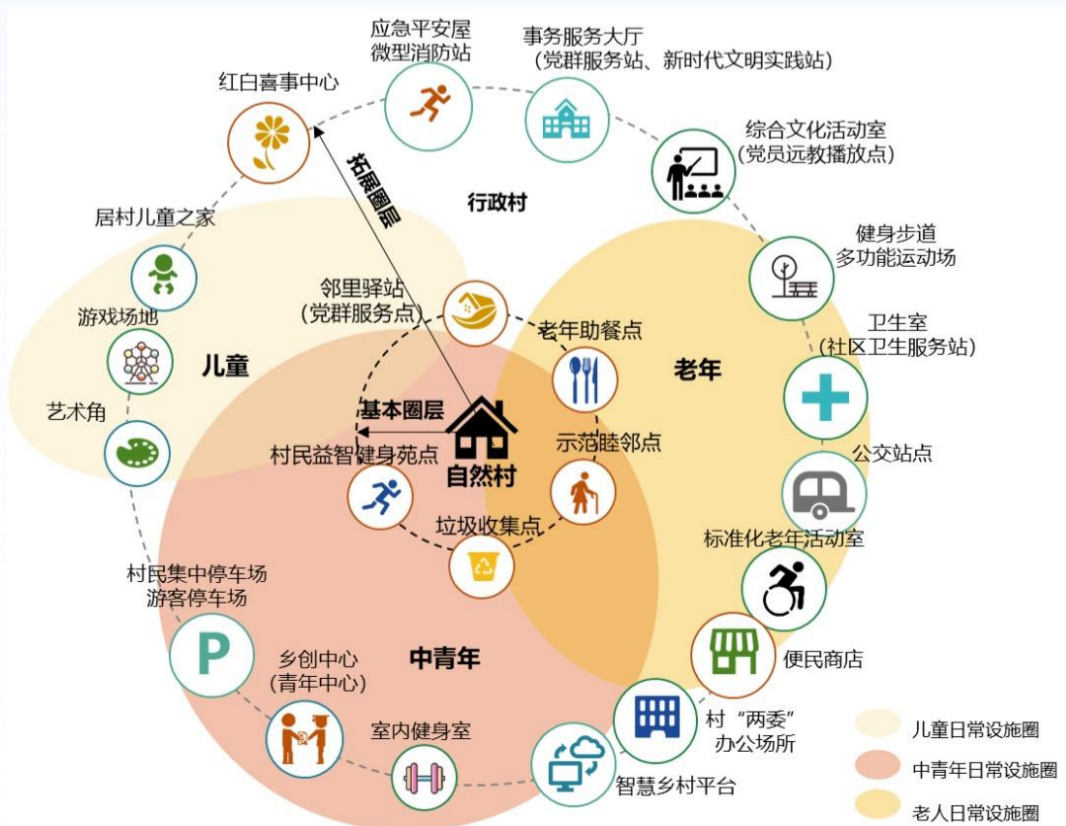 应急平安屋
微型消防站
事务服务大厅
（党群服务站、新时代文明实践站）
红白喜事中心
综合文化活动室
（党员远教播放点）
拓展圈层
行政村
居村儿童之家
健身步道
多功能运动场
邻里驿站
（党群服务点）
游戏场地
老年助餐点
卫生室
（社区卫生服务站）
儿童
老年
艺术角
基本圈层
村民益智健身苑点
自然村
示范睦邻点
公交站点
垃圾收集点
标准化老年活动室
村民集中停车场
游客停车场
P
中青年
乡创中心
（青年中心）
便民商店
室内健身室
村“两委”
办公场所
智慧乡村平台
儿童日常设施圈
中青年日常设施圈
老人日常设施圈